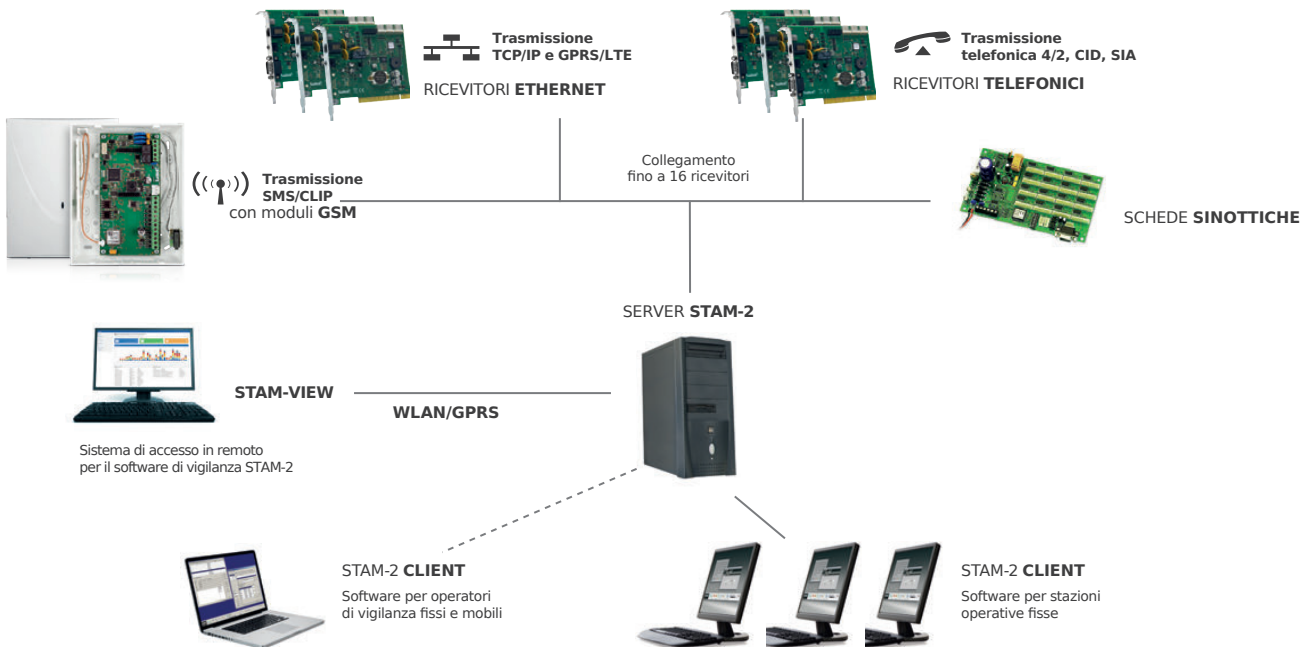 Trasmissione
TCP/IP e GPRS/LTE
RICEVITORI ETHERNET
Trasmissione
telefonica 4/2, CID, SIA
RICEVITORI TELEFONICI
Trasmissione
SMS/CLIP
con moduli GSM
Collegamento
fino a 16 ricevitori
SCHEDE SINOTTICHE
SERVER STAM-2
STAM-VIEW
WLAN/GPRS
Sistema di accesso in remoto
per il software di vigilanza STAM-2
STAM-2 CLIENT
Software per operatori
di vigilanza fissi e mobili
STAM-2 CLIENT
Software per stazioni
operative fisse